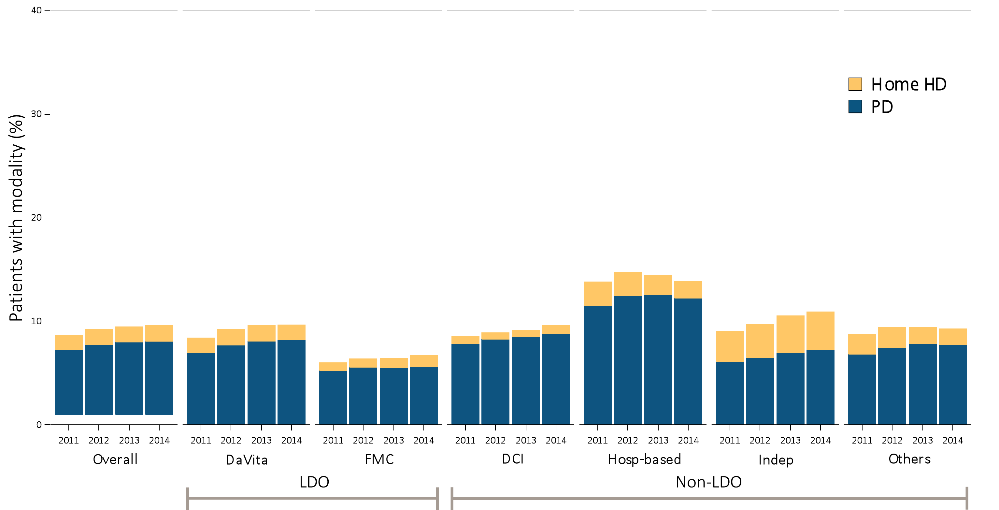 40
30
20
10
0
Patients with modality (%)
Home HD
PD
2011 2012 2013 2014 2011 2012 2013 2014 2011 2012 2013 2014 2011 2012 2013 2014 2011 2012 2013 2014 2011 2012 2013 2014 2011 2012 2013 2014
Overall DaVita FMC DCI Hosp-based Indep Others
LDO Non-LDO